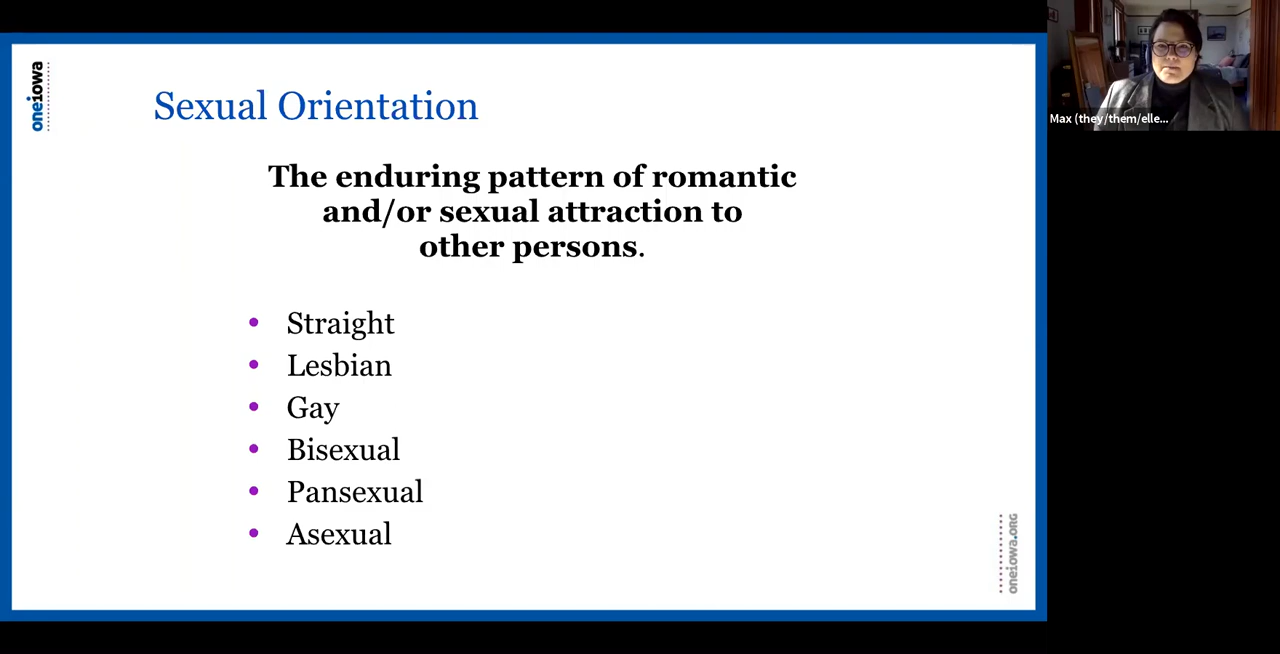 oneiowa
Sexual Orientation
The enduring pattern of romantic
and/or sexual attraction to
other persons.
• Straight
• Lesbian
• Gay
• Bisexual
• Pansexual
• Asexual
oneiowa.ORG
Max (they/them/elle...